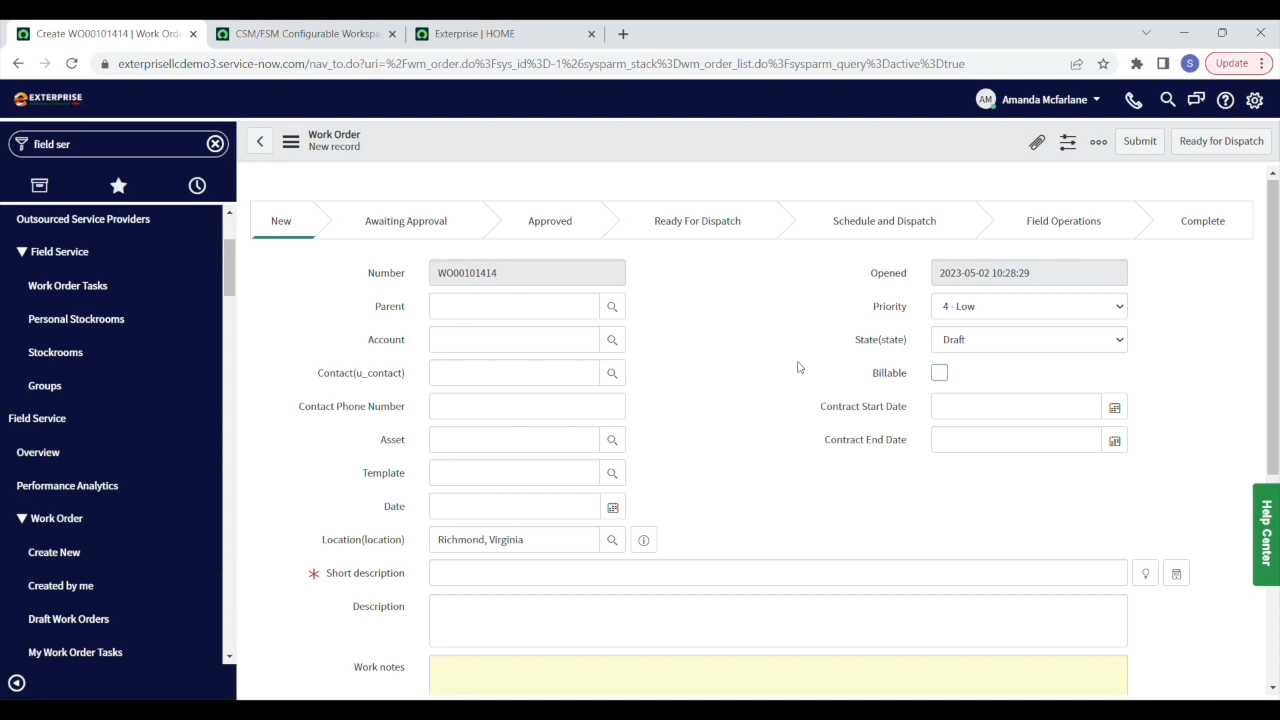 Create WO00101414 | Work Orde
CSM/FSM Configurable Workspa
Enterprise | HOME
exterprisellcdemo3.service-now.com/nav_to.do?uri=%2Fwm_order.do%3Fsys_id%3D-1%26sysparm_stack%3Dwm_order_list.do%3Fsysparm_query%3Dactive%3Dtrue
S
Update
EXTERPRISE
AM Amanda Mcfarlane
field ser
Work Order
New record
Submit
Ready for Dispatch
Outsourced Service Providers
Field Service
Work Order Tasks
Personal Stockrooms
Stockrooms
Groups
Field Service
Overview
Performance Analytics
Work Order
Create New
Created by me
Draft Work Orders
My Work Order Tasks
New
Awaiting Approval
Approved
Ready For Dispatch
Schedule and Dispatch
Field Operations
Complete
Number WO00101414
Parent
Account
Contact(u_contact)
Contact Phone Number
Asset
Template
Date
Location(location) Richmond, Virginia
Opened 2023-05-02 10:28:29
Priority 4 - Low
State(state) Draft
Billable
Contract Start Date
Contract End Date
Short description
Description
Work notes
Help Center